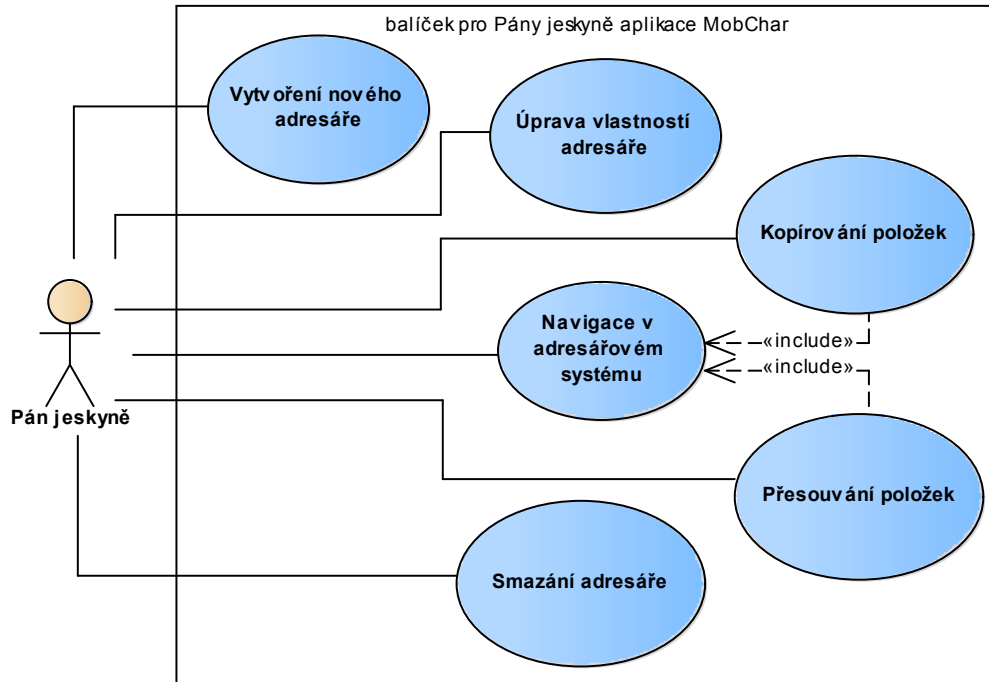 balíček pro Pány jeskyně aplikace MobChar
Vytvoření nového
adresáře
Úprava vlastností
adresáře
Kopírování položek
Navigace v
adresářovém
systému
«include»
«include»
Pán jeskyně
Přesouvání položek
Smazání adresáře